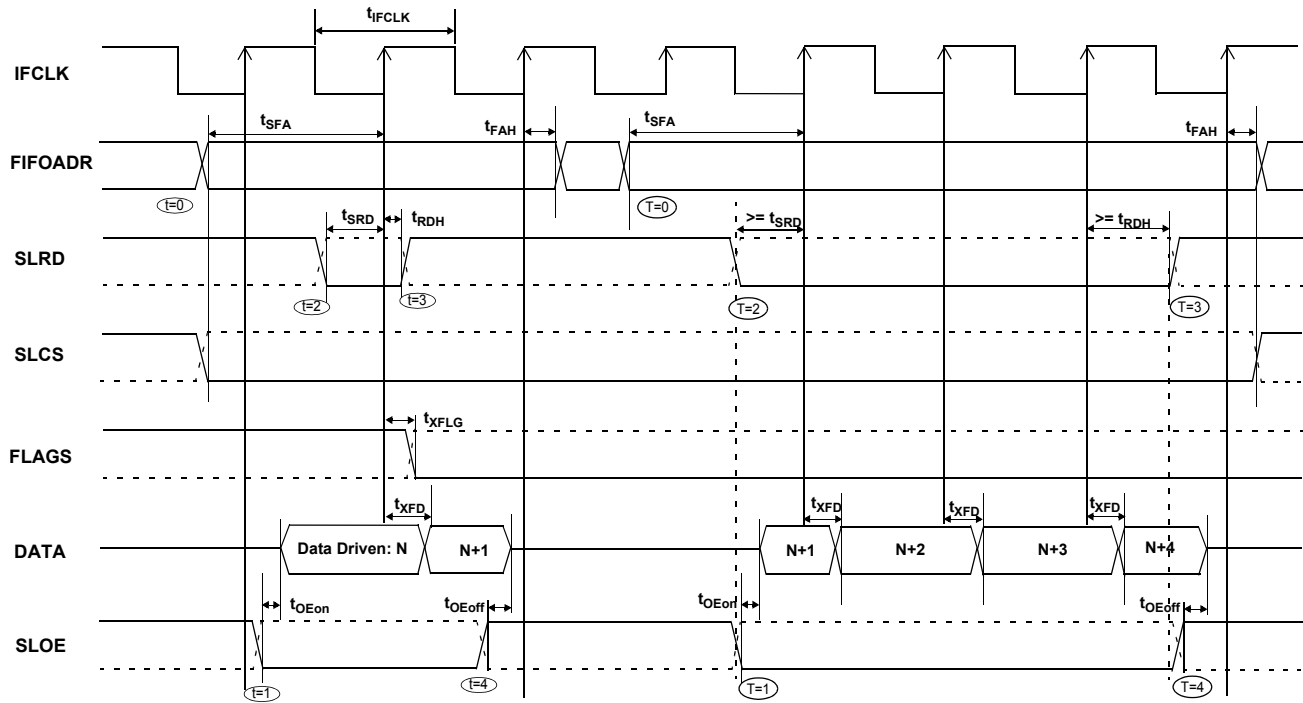 tIFCLK
IFCLK
tSFA
tFAH
tSFA
tFAH
FIFOADR
t=0
T=0
tSRD
tRDH
>= tSRD
>= tRDH
SLRD
t=2
t=3
T=2
T=3
SLCS
tXFLG
FLAGS
tXFD
tXFD
tXFD
tXFD
DATA
Data Driven: N
N+1
N+1
N+2
N+3
N+4
tOEon
tOEoff
tOEon
tOEoff
SLOE
t=1
t=4
T=1
T=4